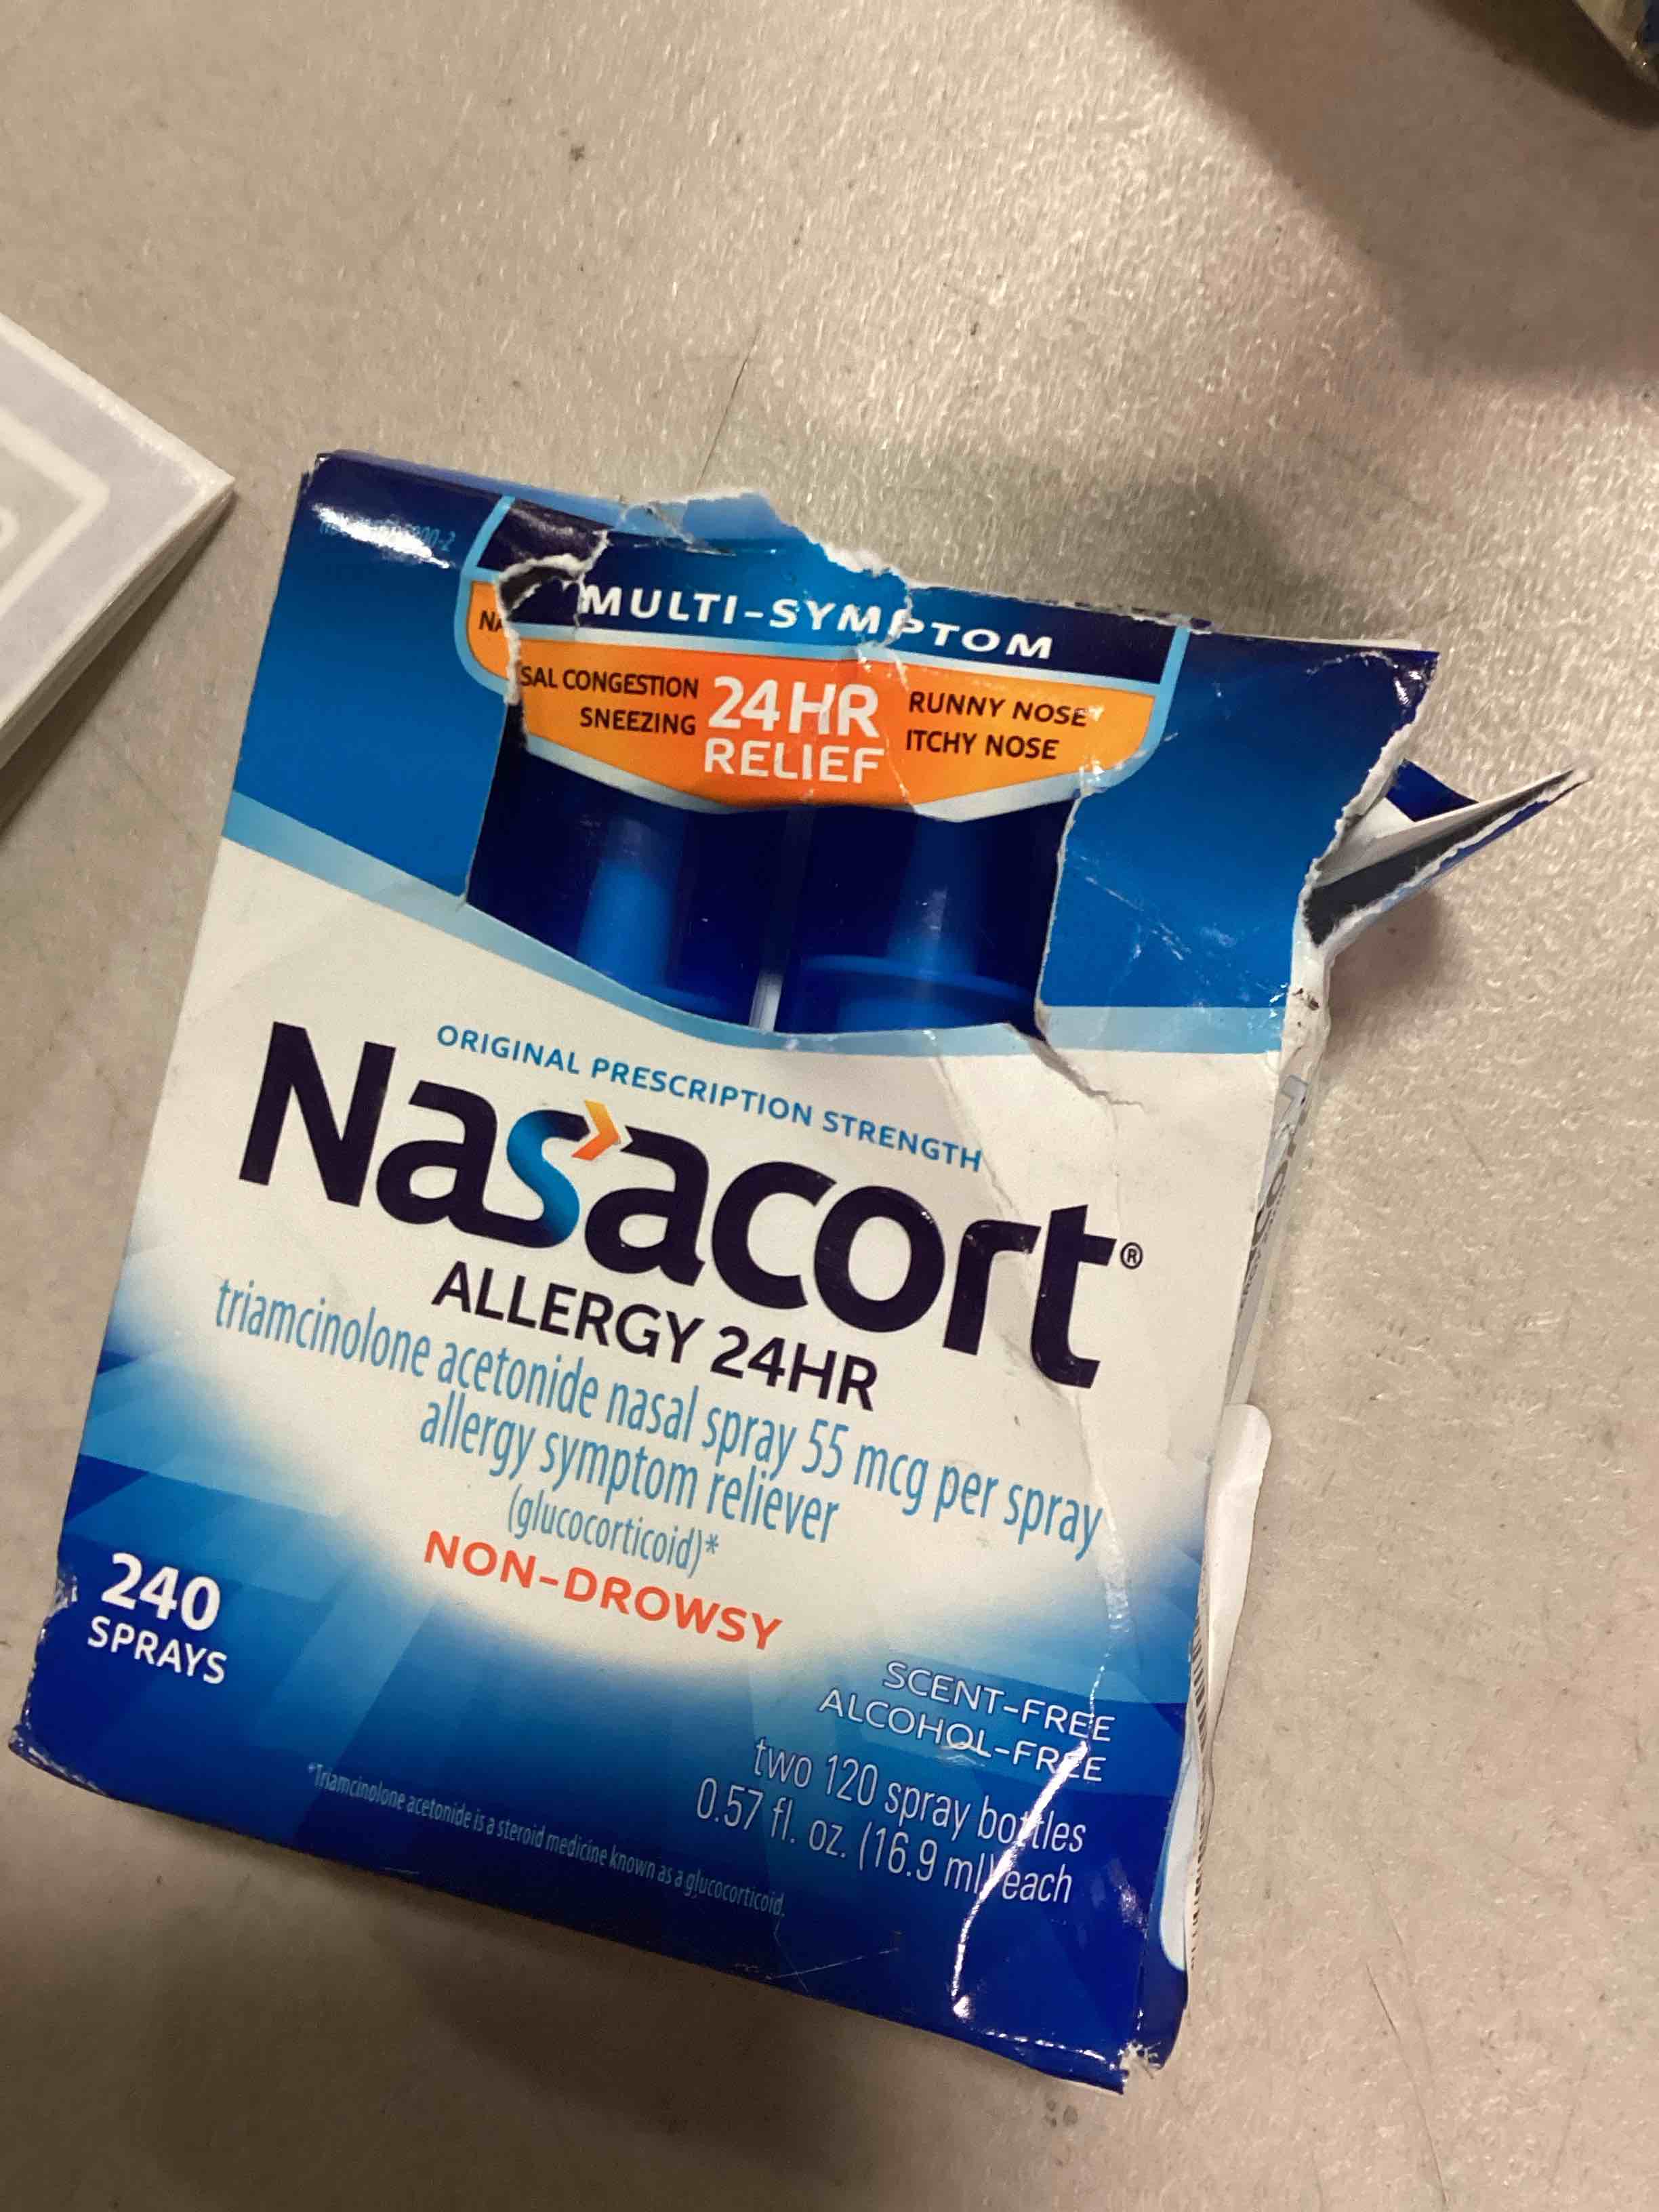 MULTI-SYMPTOM
NASAL CONGESTION
SNEEZING
24HR
RELIEF
RUNNY NOSE
ITCHY NOSE
ORIGINAL PRESCRIPTION STRENGTH
Nasacort®
ALLERGY 24HR
triamcinolone acetonide nasal spray 55 mcg per spray
allergy symptom reliever
(glucocorticoid)*
NON-DROWSY
240
SPRAYS
SCENT-FREE
ALCOHOL-FREE
two 120 spray bottles
0.57 fl. oz. (16.9 ml) each
*Triamcinolone acetonide is a steroid medicine known as a glucocorticoid.